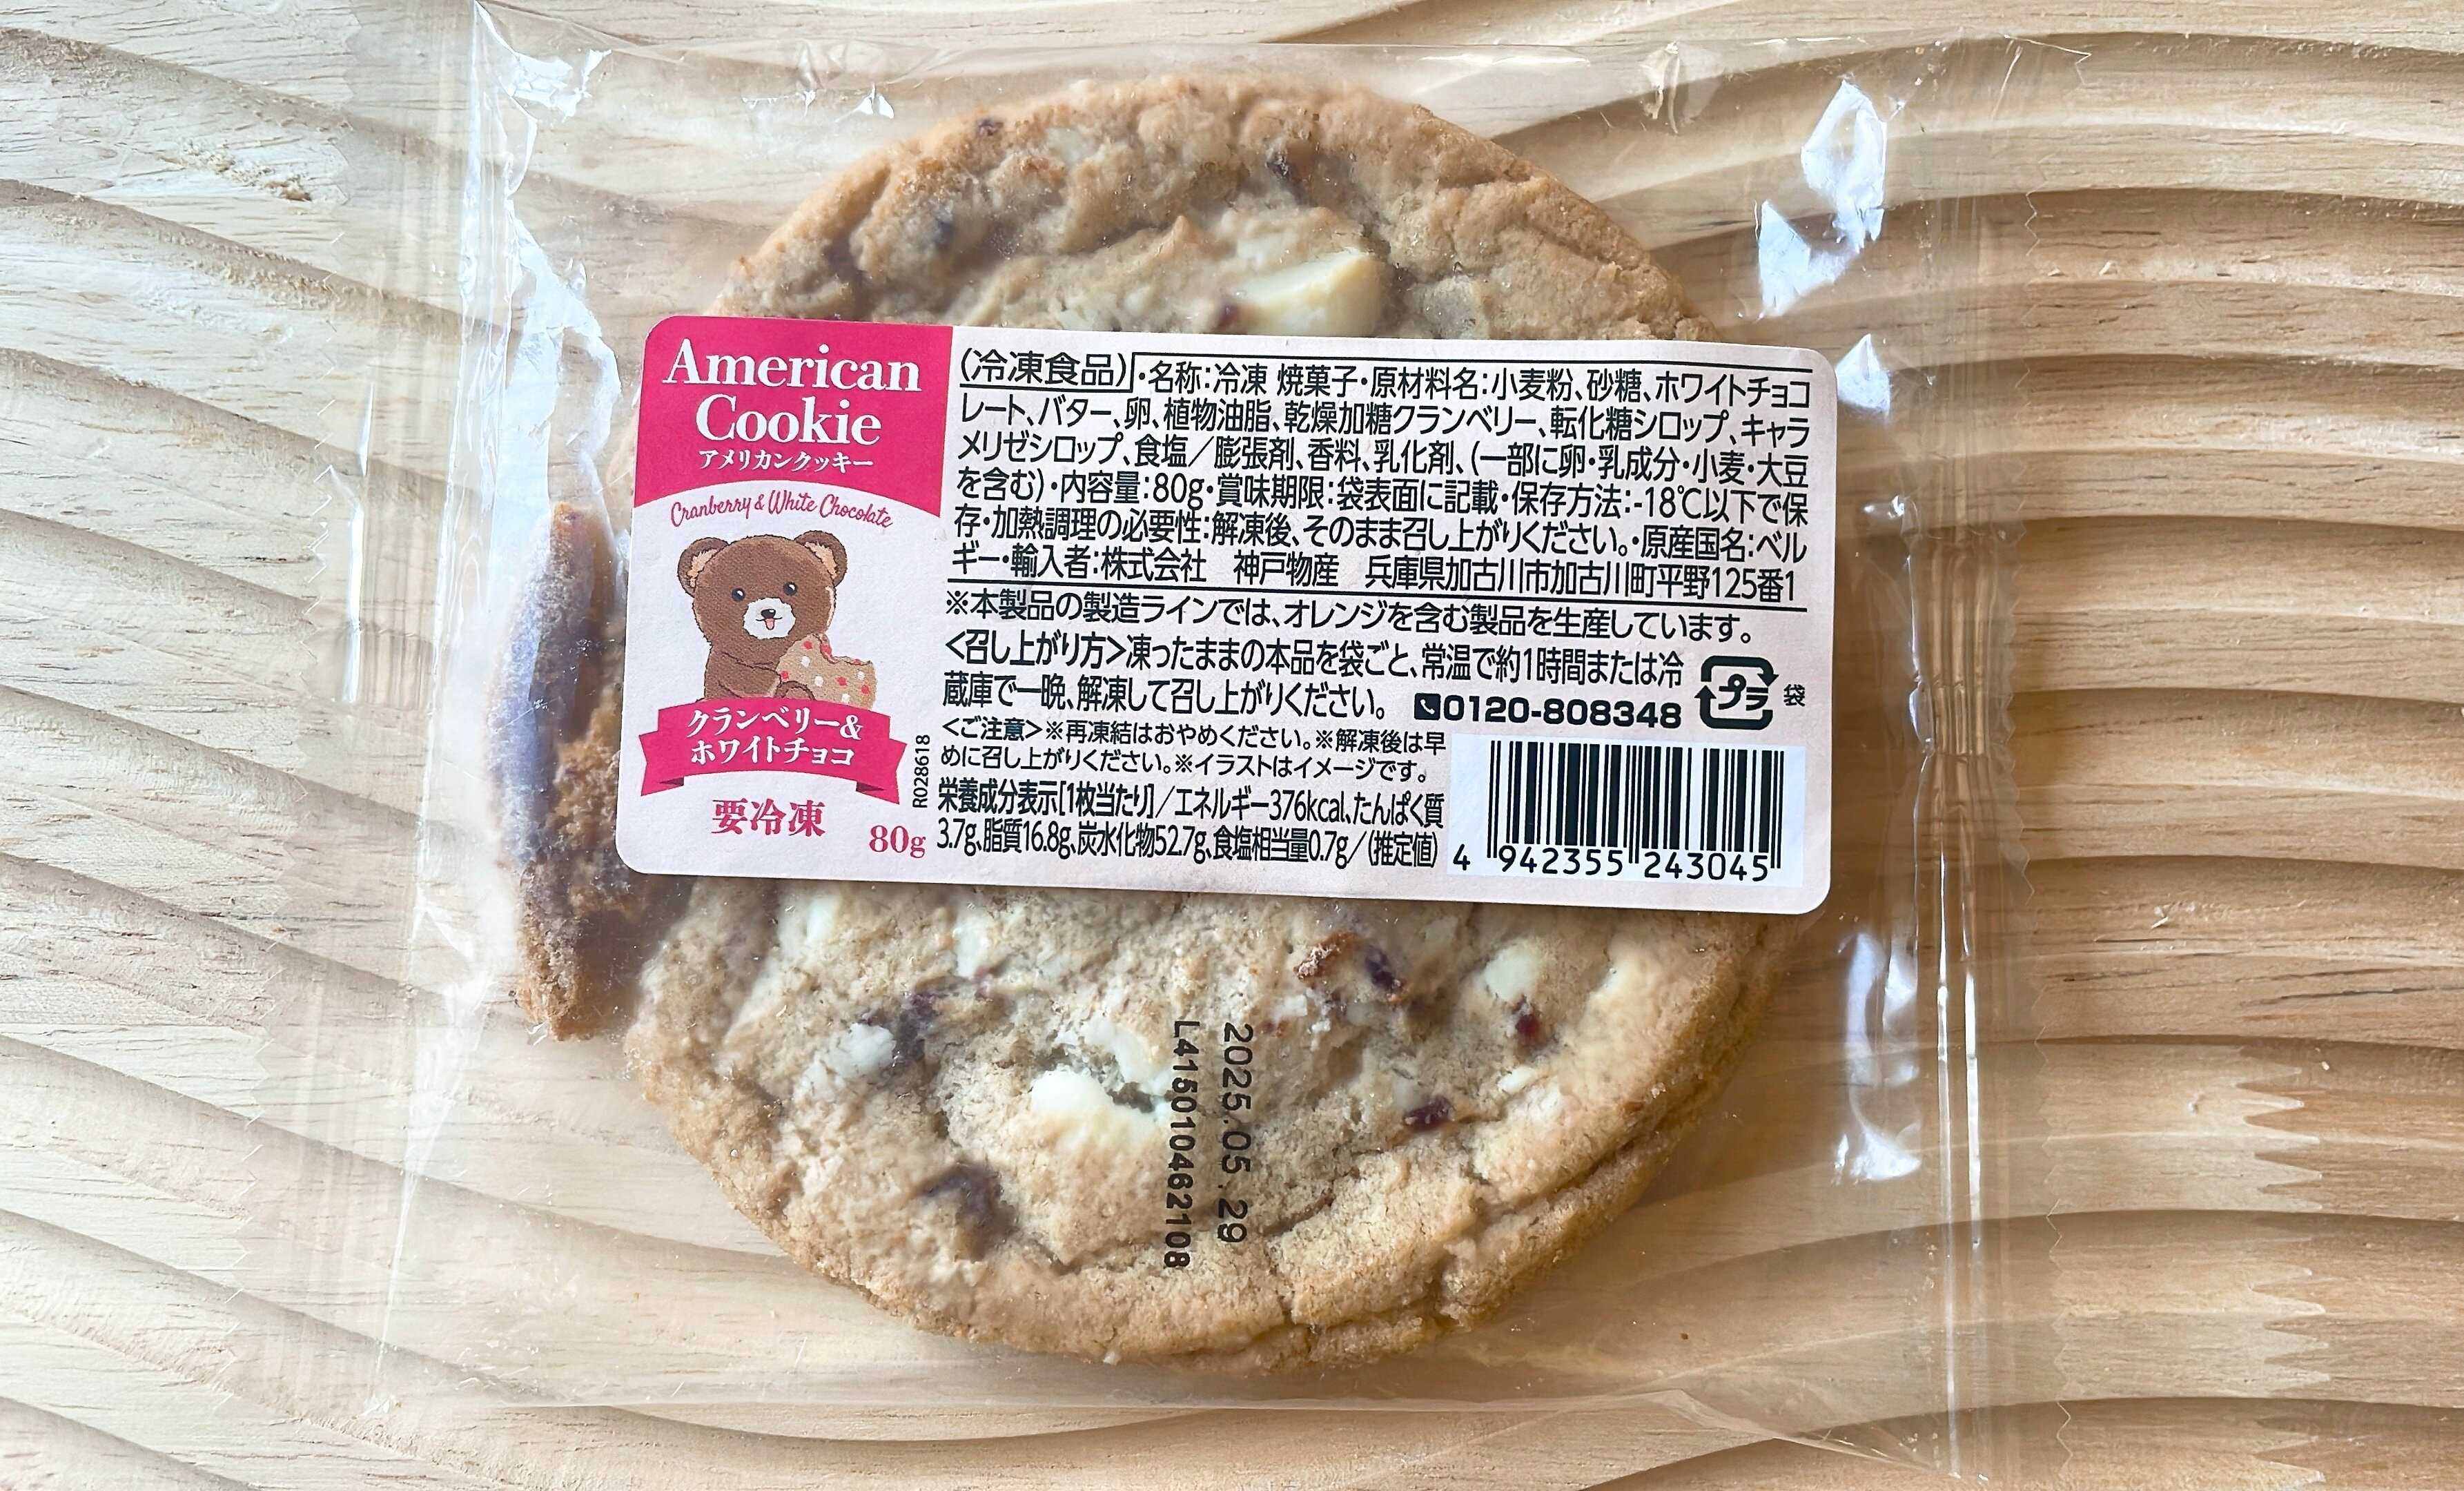 American
Cookie
アメリカンクッキー
Cranberry & White Chocolate
クランベリー&
ホワイトチョコ
要冷凍
80g
R028618
(冷凍食品)・名称:冷凍 焼菓子・原材料名:小麦粉、砂糖、ホワイトチョコ
レート、バター、卵、植物油脂、乾燥加糖クランベリー、転化糖シロップ、キャラ
メリゼシロップ、食塩/膨張剤、香料、乳化剤、(一部に卵・乳成分・小麦・大豆
を含む)・内容量:80g・賞味期限:袋表面に記載・保存方法:-18℃以下で保
存・加熱調理の必要性:解凍後、そのまま召し上がりください。・原産国名:ベル
ギー・輸入者:株式会社 神戸物産 兵庫県加古川市加古川町平野125番1
※本製品の製造ラインでは、オレンジを含む製品を生産しています。
<召し上がり方>凍ったままの本品を袋ごと、常温で約1時間または冷
蔵庫で一晩、解凍して召し上がりください。 0120-808348
プラ 袋
<ご注意>※再凍結はおやめください。※解凍後は早
めに召し上がりください。※イラストはイメージです。
栄養成分表示[1枚当たり]/エネルギー376kcal、たんぱく質
3.7g、脂質16.8g、炭水化物52.7g、食塩相当量0.7g/(推定値)
4 942355 243045
2025.05.29
L415010462108